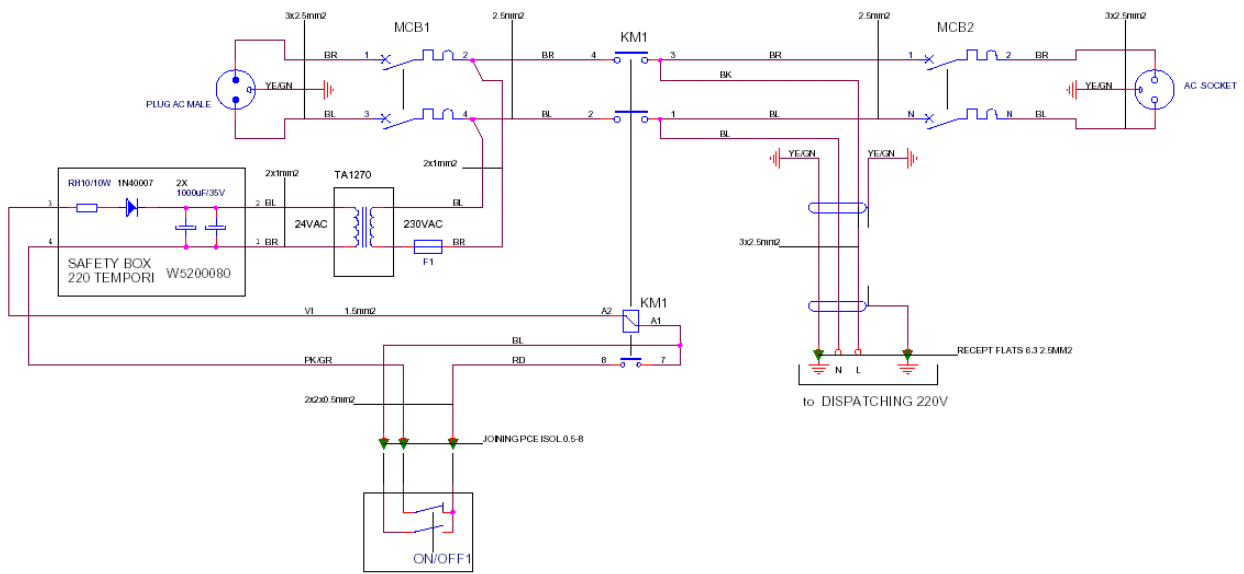 3x2.5mm2
MCB1
2.5mm2
KM1
2.5mm2
MCB2
3x2.5mm2
BR 1 2 BR 4 3 BR 1 2 BR
BK
YE/GN
YE/GN
AC SOCKET
PLUG AC MALE
BL 3 4 BL 2 1 BL N N BL
BL
YE/GN YE/GN
2x1mm2
RH10/10W 1N40007 2X
1000uF/35V
2x1mm2
TA1270
3 2 BL BL
24VAC 230VAC
4 1 BR BR
F1
3x2.5mm2
SAFETY BOX
220 TEMPORI W5200080
KM1
VI 1.5mm2 A2
A1
BL
PK/GR RD 8 7
RECEPT FLATS 6.3 2.5MM2
N L
to DISPATCHING 220V
2x2x0.5mm2
JOINING PCE ISOL.0.5-8
ON/OFF1